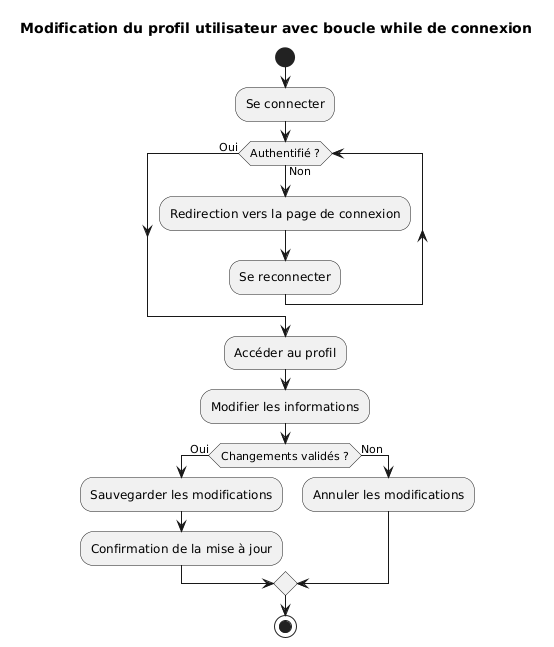 Modification du profil utilisateur avec boucle while de connexion
Se connecter
Oui
Authentifié ?
Non
Redirection vers la page de connexion
Se reconnecter
Accéder au profil
Modifier les informations
Oui
Changements validés ?
Non
Sauvegarder les modifications
Annuler les modifications
Confirmation de la mise à jour